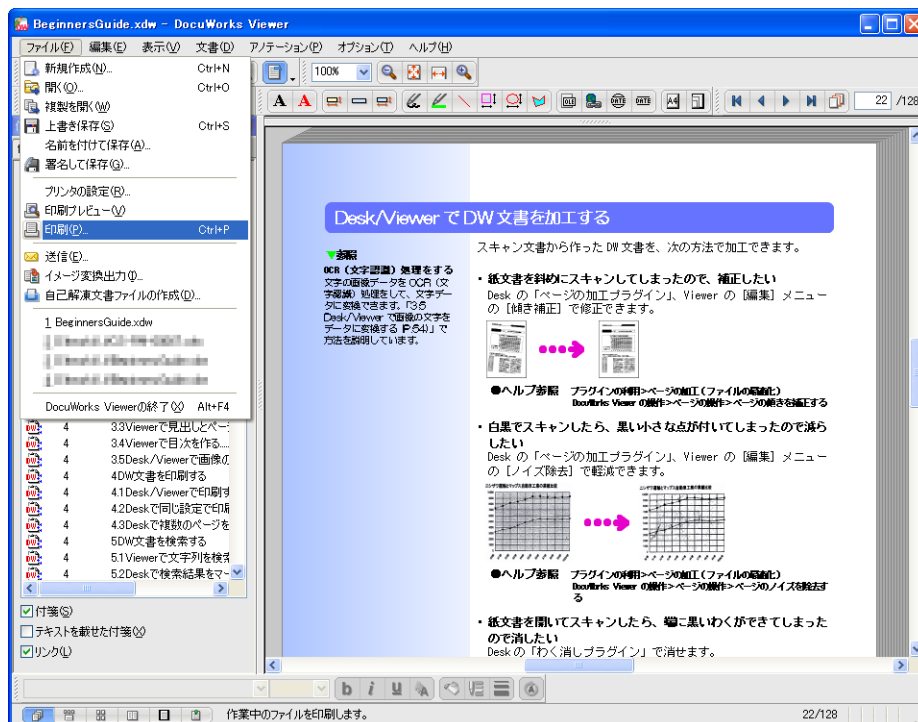 BeginnersGuide.xdw - DocuWorks Viewer
ファイル(F) 編集(E) 表示(V) 文書(D) アノテーション(P) オプション(T) ヘルプ(H)
新規作成(N)... Ctrl+N
開く(O)... Ctrl+O
複製を開く(W)
上書き保存(S) Ctrl+S
名前を付けて保存(A)...
署名して保存(G)...
プリンタの設定(R)...
印刷プレビュー(V)
印刷(P)... Ctrl+P
送信(E)...
イメージ変換出力(I)...
自己解凍文書ファイルの作成(D)...
1 BeginnersGuide.xdw
DocuWorks Viewerの終了(X) Alt+F4
100%
22 /128
4 3.3Viewerで見出しとペー
4 3.4Viewerで目次を作る....
4 3.5Desk/Viewerで画像の
4 4DW文書を印刷する
4 4.1Desk/Viewerで印刷す
4 4.2Deskで同じ設定で印刷
4 4.3Deskで複数のページを
4 5DW文書を検索する
4 5.1Viewerで文字列を検索
4 5.2Deskで検索結果をマー
付箋(S)
テキストを載せた付箋(X)
リンク(L)
Desk/Viewer で DW 文書を加工する
▼参照
OCR（文字認識）処理をする
文字の画像データを OCR（文
字認識）処理をして、文字デー
タに変換できます。「3.5
Desk/Viewer で画像の文字を
データに変換する（P.54）」で
方法を説明しています。
スキャン文書から作った DW 文書を、次の方法で加工できます。
・紙文書を斜めにスキャンしてしまったので、補正したい
Desk の「ページの加工プラグイン」、Viewer の［編集］メニュー
の［傾き補正］で修正できます。
●ヘルプ参照 プラグインの利用>ページの加工（ファイルの最適化）
DocuWorks Viewer の操作>ページの操作>ページの傾きを補正する
・白黒でスキャンしたら、黒い小さな点が付いてしまったので減ら
したい
Desk の「ページの加工プラグイン」、Viewer の［編集］メニュー
の［ノイズ除去］で軽減できます。
●ヘルプ参照 プラグインの利用>ページの加工（ファイルの最適化）
DocuWorks Viewer の操作>ページの操作>ページのノイズを除去す
る
・紙文書を開いてスキャンしたら、端に黒いわくができてしまった
ので消したい
Desk の「わく消しプラグイン」で消せます。
作業中のファイルを印刷します。 22/128